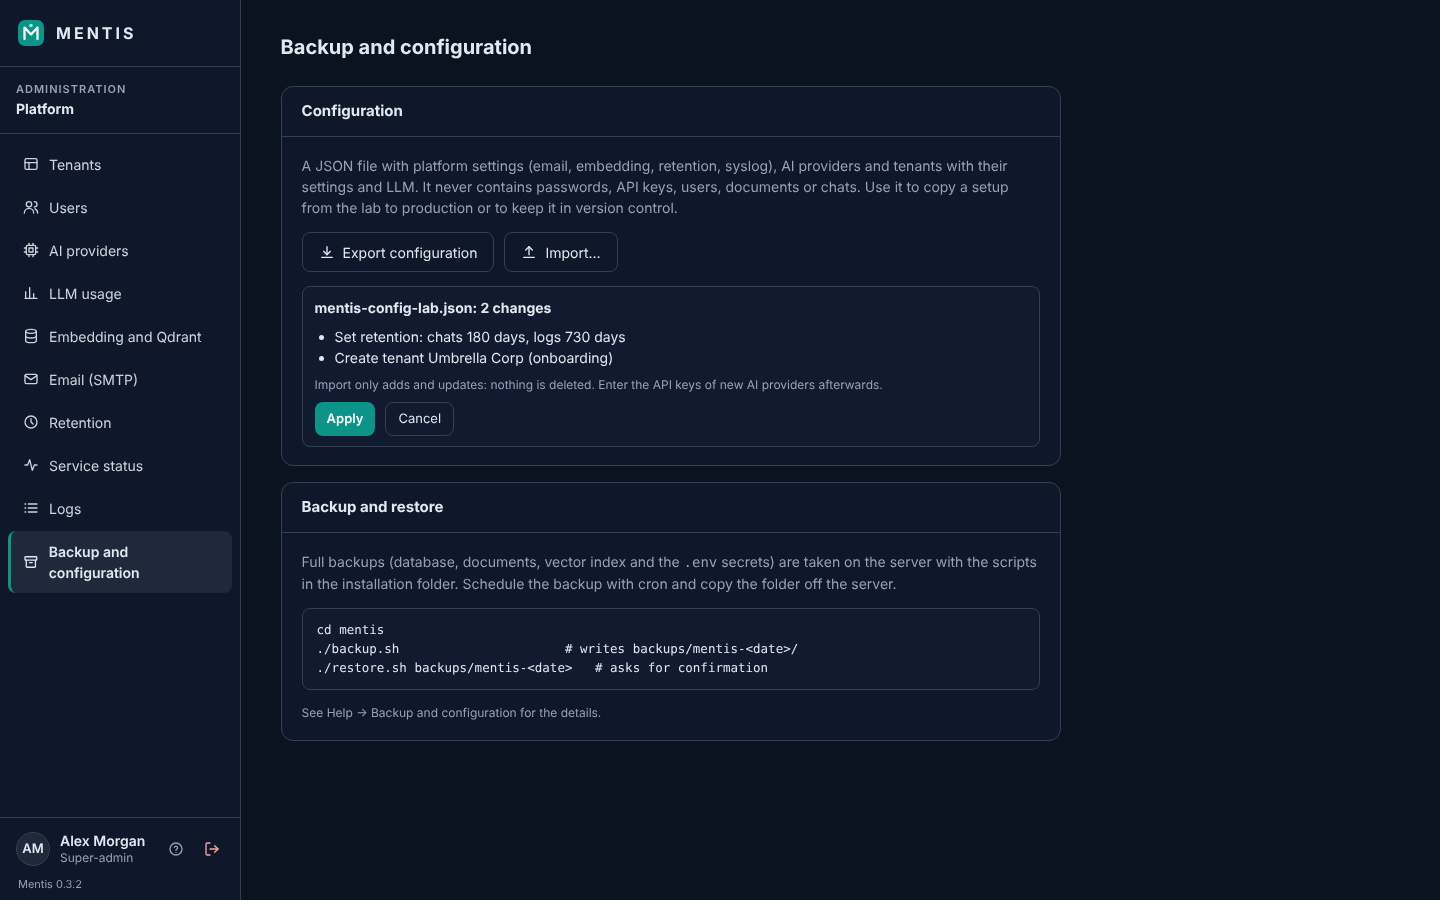 MENTIS
ADMINISTRATION
Platform
Tenants
Users
AI providers
LLM usage
Embedding and Qdrant
Email (SMTP)
Retention
Service status
Logs
Backup and
configuration
AM
Alex Morgan
Super-admin
Mentis 0.3.2
Backup and configuration
Configuration
A JSON file with platform settings (email, embedding, retention, syslog), AI providers and tenants with their
settings and LLM. It never contains passwords, API keys, users, documents or chats. Use it to copy a setup
from the lab to production or to keep it in version control.
Export configuration
Import...
mentis-config-lab.json: 2 changes
• Set retention: chats 180 days, logs 730 days
• Create tenant Umbrella Corp (onboarding)
Import only adds and updates: nothing is deleted. Enter the API keys of new AI providers afterwards.
Apply
Cancel
Backup and restore
Full backups (database, documents, vector index and the .env secrets) are taken on the server with the scripts
in the installation folder. Schedule the backup with cron and copy the folder off the server.
cd mentis
./backup.sh                      # writes backups/mentis-<date>/
./restore.sh backups/mentis-<date>   # asks for confirmation
See Help → Backup and configuration for the details.